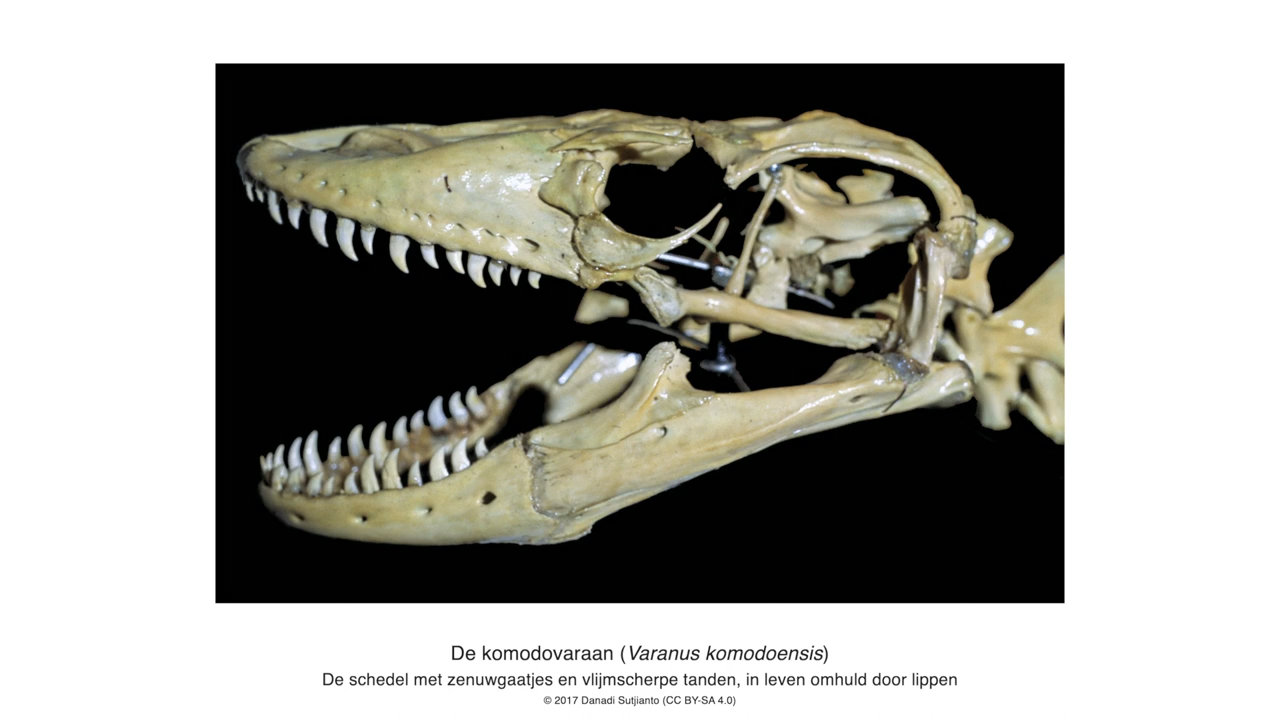 De komodovaraan (Varanus komodoensis)
De schedel met zenuwgaatjes en vlijmscherpe tanden, in leven omhuld door lippen
© 2017 Danadi Sutjianto (CC BY-SA 4.0)